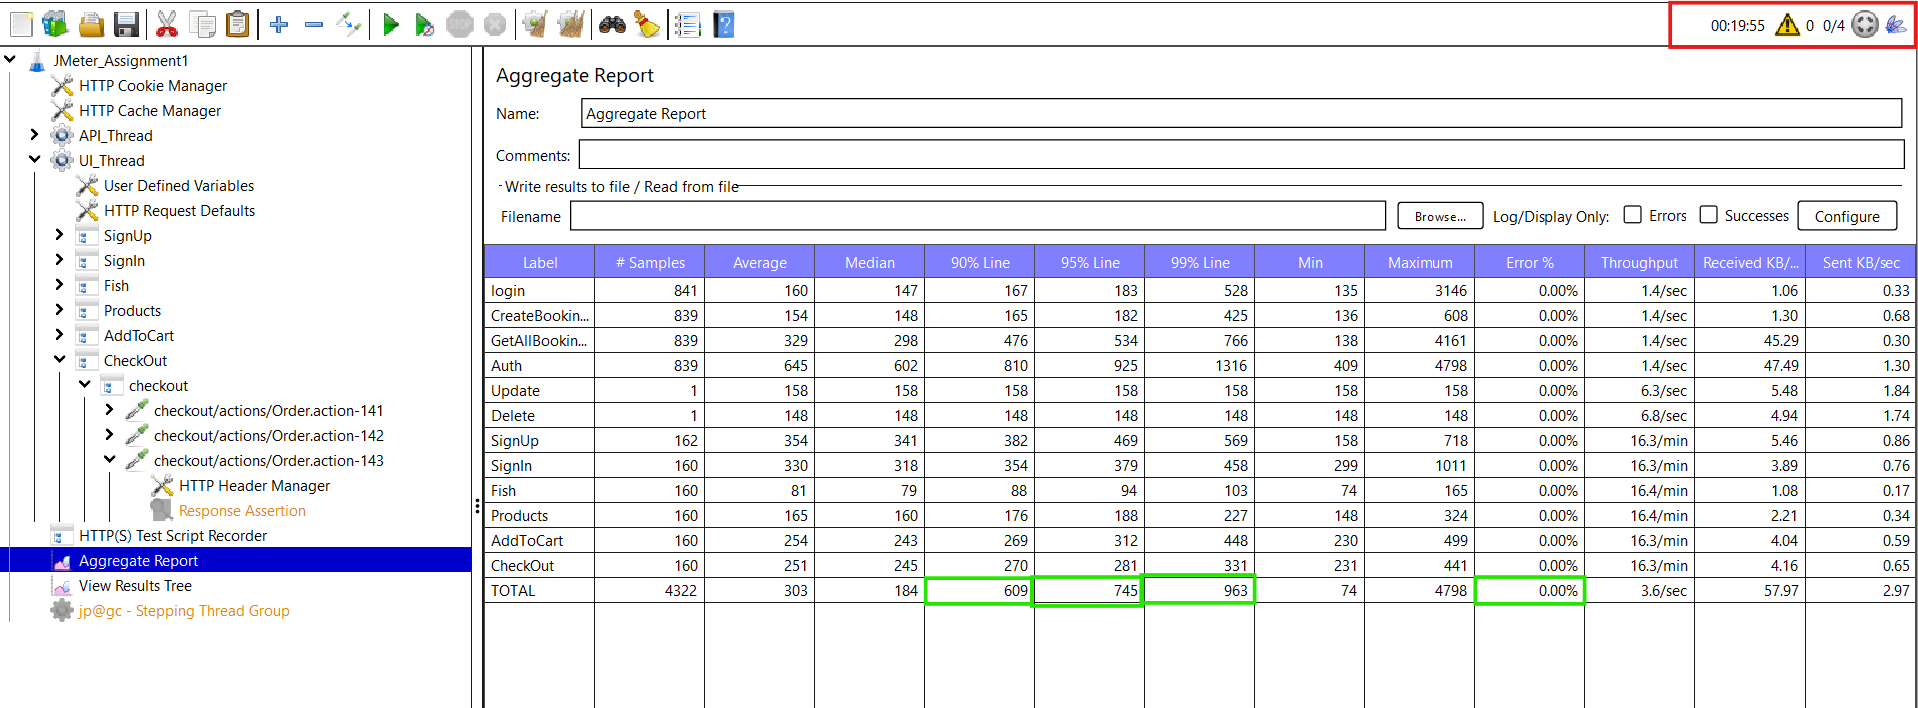 00:19:55 0 0/4
JMeter_Assignment1
HTTP Cookie Manager
HTTP Cache Manager
API_Thread
UI_Thread
User Defined Variables
HTTP Request Defaults
SignUp
SignIn
Fish
Products
AddToCart
CheckOut
checkout
checkout/actions/Order.action-141
checkout/actions/Order.action-142
checkout/actions/Order.action-143
HTTP Header Manager
Response Assertion
HTTP(S) Test Script Recorder
Aggregate Report
View Results Tree
jp@gc - Stepping Thread Group
Aggregate Report
Name: Aggregate Report
Comments:
Write results to file / Read from file
Filename Browse... Log/Display Only: Errors Successes Configure
Label # Samples Average Median 90% Line 95% Line 99% Line Min Maximum Error % Throughput Received KB/... Sent KB/sec
login 841 160 147 167 183 528 135 3146 0.00% 1.4/sec 1.06 0.33
CreateBookin... 839 154 148 165 182 425 136 608 0.00% 1.4/sec 1.30 0.68
GetAllBookin... 839 329 298 476 534 766 138 4161 0.00% 1.4/sec 45.29 0.30
Auth 839 645 602 810 925 1316 409 4798 0.00% 1.4/sec 47.49 1.30
Update 1 158 158 158 158 158 158 158 0.00% 6.3/sec 5.48 1.84
Delete 1 148 148 148 148 148 148 148 0.00% 6.8/sec 4.94 1.74
SignUp 162 354 341 382 469 569 158 718 0.00% 16.3/min 5.46 0.86
SignIn 160 330 318 354 379 458 299 1011 0.00% 16.3/min 3.89 0.76
Fish 160 81 79 88 94 103 74 165 0.00% 16.4/min 1.08 0.17
Products 160 165 160 176 188 227 148 324 0.00% 16.4/min 2.21 0.34
AddToCart 160 254 243 269 312 448 230 499 0.00% 16.3/min 4.04 0.59
CheckOut 160 251 245 270 281 331 231 441 0.00% 16.3/min 4.16 0.65
TOTAL 4322 303 184 609 745 963 74 4798 0.00% 3.6/sec 57.97 2.97